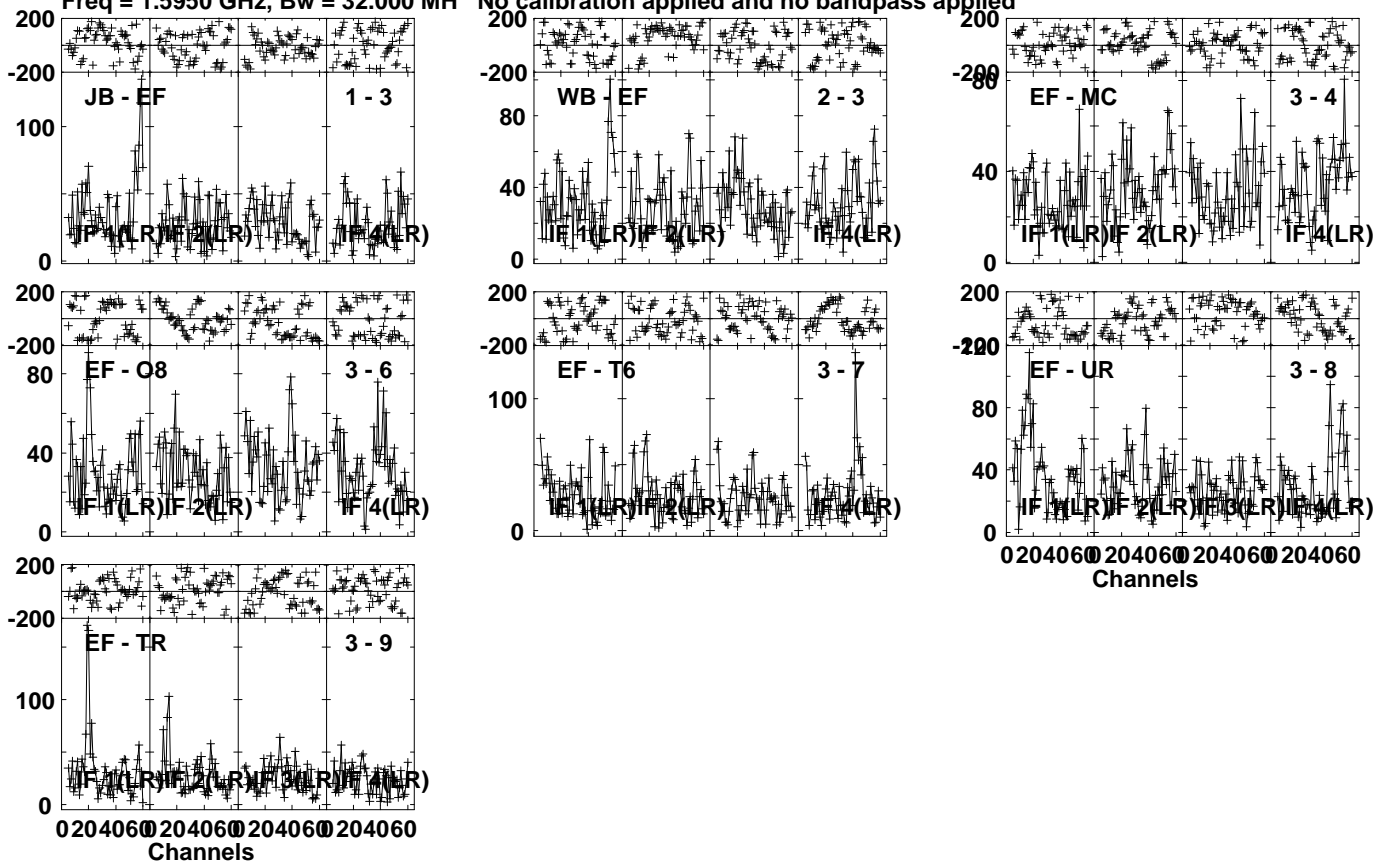 Freq = 1.5950 GHz, Bw = 32.000 MH No calibration applied and no bandpass applied
200
-200
JB - EF 1 - 3
100
0
IF 1(LR) IF 2(LR) IF 4(LR)
200
-200
WB - EF 2 - 3
80
40
0
IF 1(LR) IF 2(LR) IF 4(LR)
200
-200
80
EF - MC 3 - 4
40
0
IF 1(LR) IF 2(LR) IF 4(LR)
200
-200
EF - O8 3 - 6
80
40
0
IF 1(LR) IF 2(LR) IF 4(LR)
200
-200
EF - T6 3 - 7
100
0
IF 1(LR) IF 2(LR) IF 4(LR)
200
-200
120
EF - UR 3 - 8
80
40
0
IF 1(LR) IF 2(LR) IF 3(LR) IF 4(LR)
0 20 40 60 0 20 40 60 0 20 40 60 0 20 40 60
Channels
200
-200
EF - TR 3 - 9
100
0
IF 1(LR) IF 2(LR) IF 3(LR) IF 4(LR)
0 20 40 60 0 20 40 60 0 20 40 60 0 20 40 60
Channels